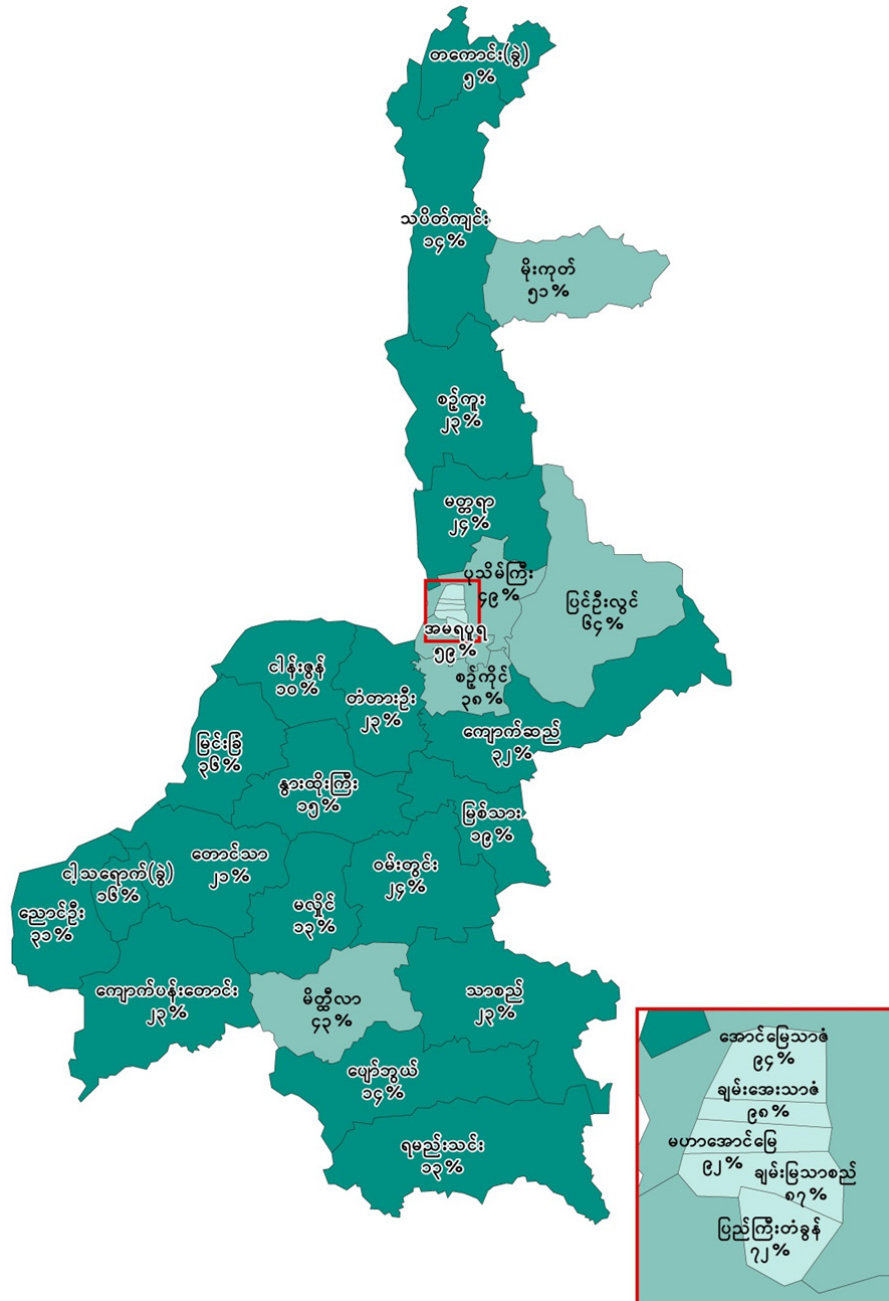 တကောင်း(ခွဲ)
၅%
သပိတ်ကျင်း
၁၄%
မိုးကုတ်
၅၁%
စဉ့်ကူး
၂၃%
မတ္တရာ
၂၄%
ပုသိမ်ကြီး
၄၉%
ပြင်ဦးလွင်
၆၄%
အမရပူရ
၅၉%
စဉ့်ကိုင်
၃၈%
ငါန်းဇွန်
၁၀%
တံတားဦး
၂၃%
ကျောက်ဆည်
၃၂%
မြင်းခြံ
၃၆%
နွားထိုးကြီး
၁၅%
မြစ်သား
၁၉%
တောင်သာ
၂၁%
ဝမ်းတွင်း
၂၄%
ငါ့သရောက်(ခွဲ)
၁၆%
မလှိုင်
၁၃%
ညောင်ဦး
၃၁%
ကျောက်ပန်းတောင်း
၂၃%
မိတ္ထီလာ
၄၃%
သာစည်
၂၃%
ပျော်ဘွယ်
၁၄%
ရမည်းသင်း
၁၃%
အောင်မြေသာဇံ
၉၄%
ချမ်းအေးသာဇံ
၉၈%
မဟာအောင်မြေ
၉၂%
ချမ်းမြသာစည်
၈၇%
ပြည်ကြီးတံခွန်
၇၂%